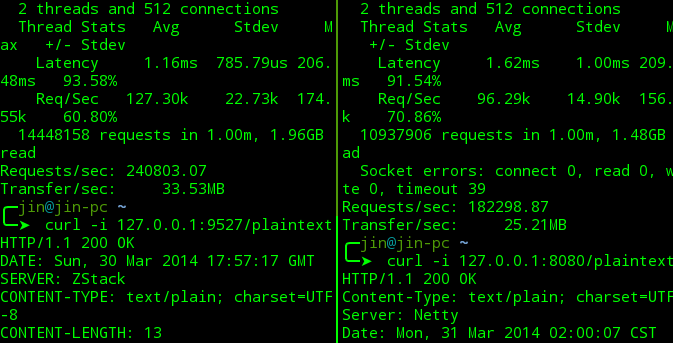 2 threads and 512 connections
Thread Stats   Avg      Stdev     M
ax   +/- Stdev
Latency     1.16ms  785.79us 206.
48ms   93.58%
Req/Sec   127.30k    22.73k  174.
55k    60.80%
14448158 requests in 1.00m, 1.96GB
read
Requests/sec: 240803.07
Transfer/sec:     33.53MB
jin@jin-pc ~
curl -i 127.0.0.1:9527/plaintext
HTTP/1.1 200 OK
DATE: Sun, 30 Mar 2014 17:57:17 GMT
SERVER: ZStack
CONTENT-TYPE: text/plain; charset=UTF
-8
CONTENT-LENGTH: 13
2 threads and 512 connections
Thread Stats   Avg      Stdev
+/- Stdev
Latency     1.62ms    1.00ms 209.
ms   91.54%
Req/Sec    96.29k    14.90k  156.
k    70.86%
10937906 requests in 1.00m, 1.48GB
ad
Socket errors: connect 0, read 0, w
te 0, timeout 39
Requests/sec: 182298.87
Transfer/sec:     25.21MB
jin@jin-pc ~
curl -i 127.0.0.1:8080/plaintext
HTTP/1.1 200 OK
Content-Type: text/plain; charset=UTF
Server: Netty
Date: Mon, 31 Mar 2014 02:00:07 CST